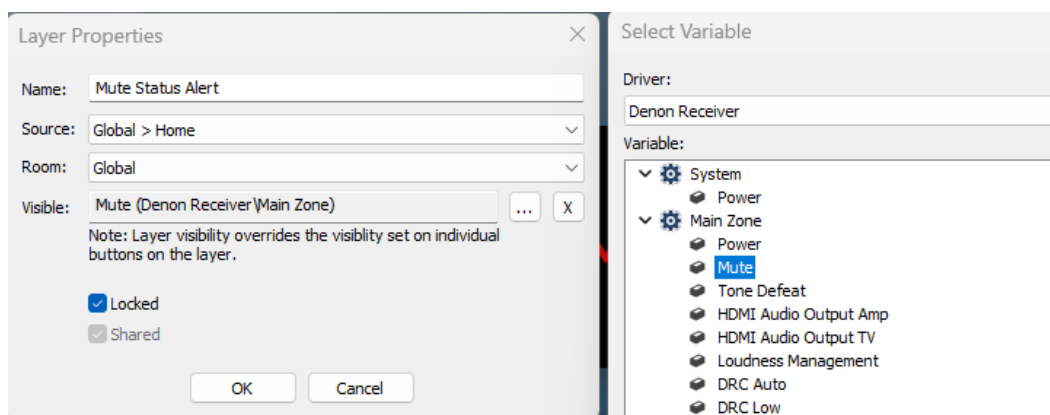 Layer Properties
Name: Mute Status Alert
Source: Global > Home
Room: Global
Visible: Mute (Denon Receiver\Main Zone) ... X
Note: Layer visibility overrides the visiblity set on individual
buttons on the layer.
Locked
Shared
OK Cancel
Select Variable
Driver:
Denon Receiver
Variable:
System
Power
Main Zone
Power
Mute
Tone Defeat
HDMI Audio Output Amp
HDMI Audio Output TV
Loudness Management
DRC Auto
DRC Low